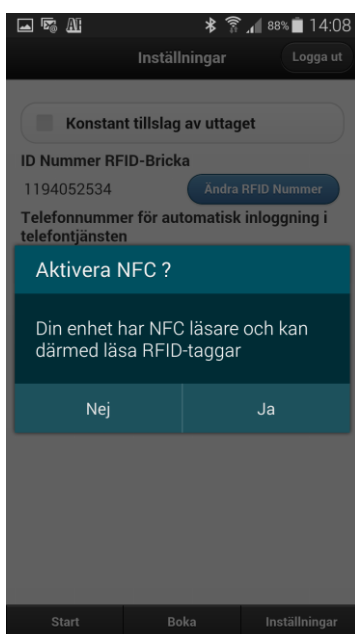 88% 14:08
Inställningar Logga ut
Konstant tillslag av uttaget
ID Nummer RFID-Bricka
1194052534 Ändra RFID Nummer
Telefonnummer för automatisk inloggning i
telefontjänsten
Aktivera NFC ?
Din enhet har NFC läsare och kan
därmed läsa RFID-taggar
Nej Ja
Start Boka Inställningar